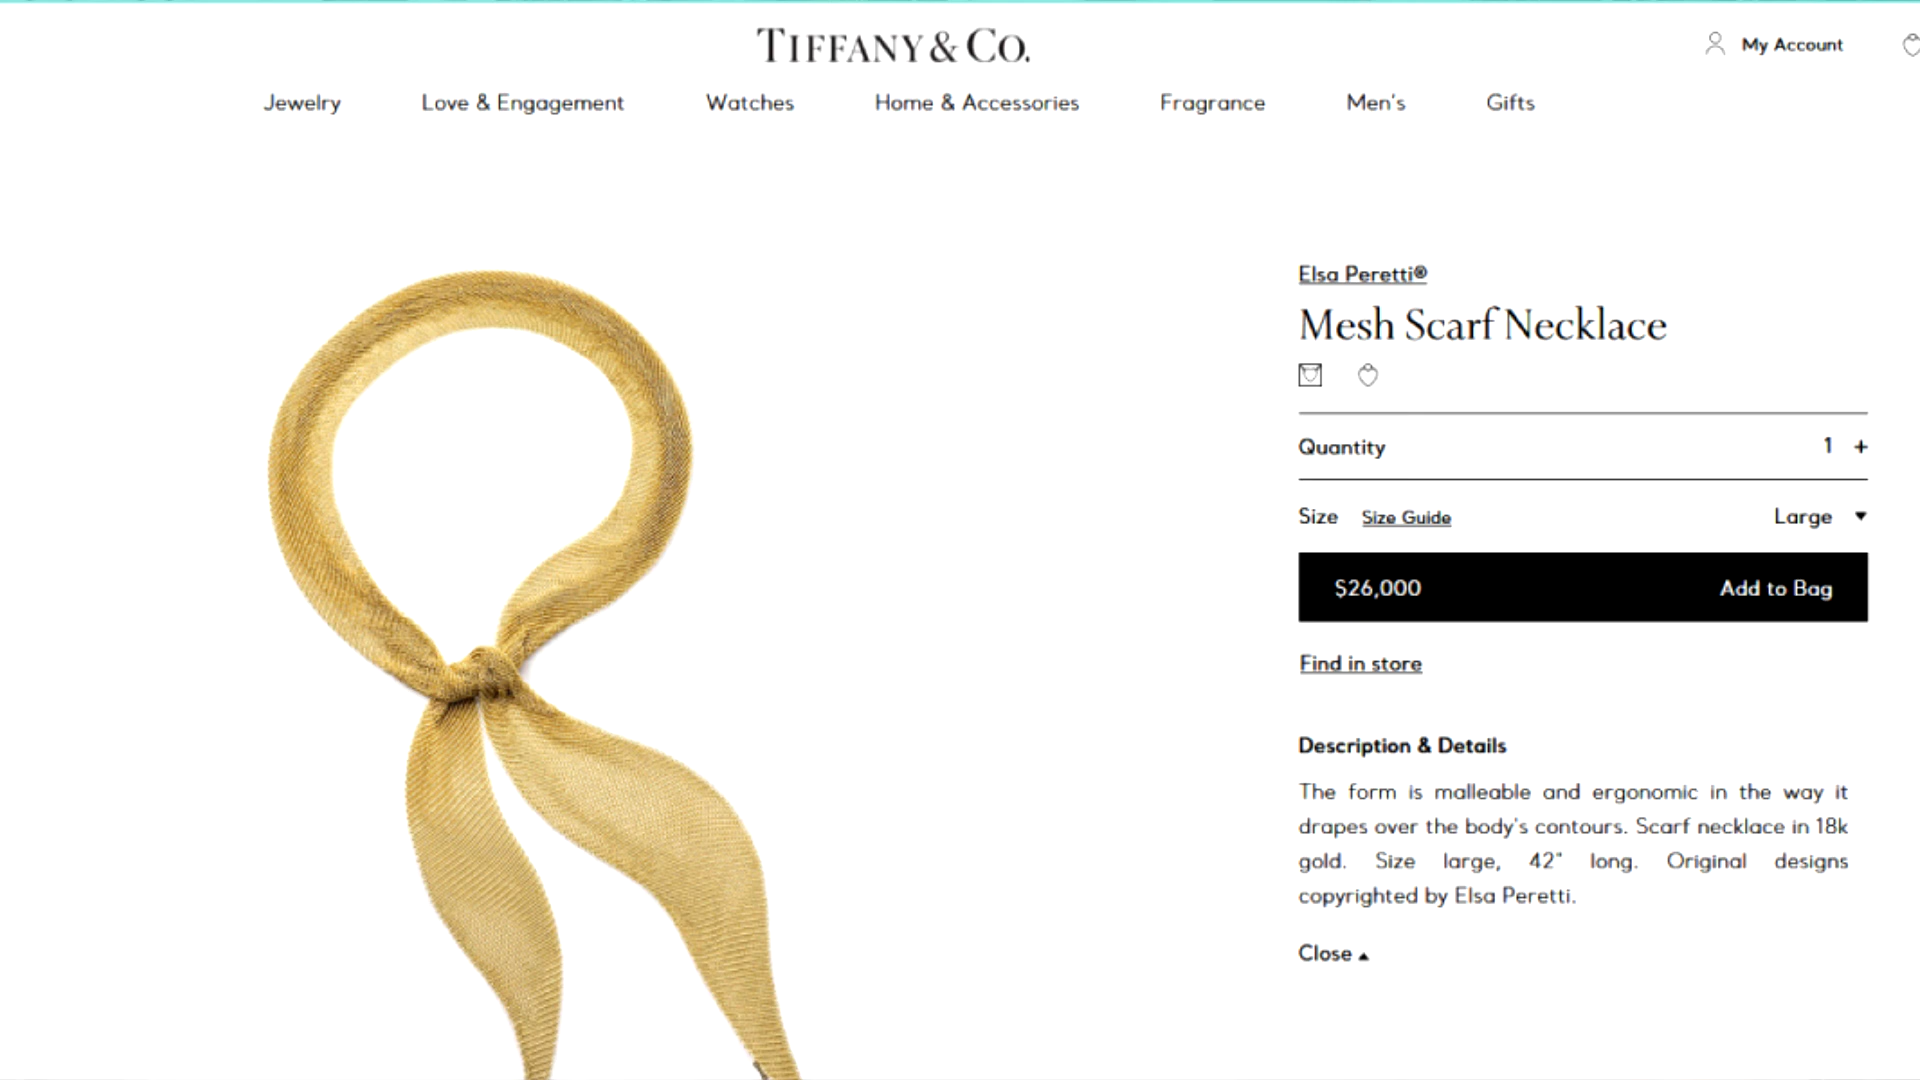 TIFFANY & CO.
My Account
Jewelry
Love & Engagement
Watches
Home & Accessories
Fragrance
Men's
Gifts
Elsa Peretti®
Mesh Scarf Necklace
Quantity 1 +
Size Size Guide Large
$26,000 Add to Bag
Find in store
Description & Details
The form is malleable and ergonomic in the way it
drapes over the body's contours. Scarf necklace in 18k
gold. Size large, 42" long. Original designs
copyrighted by Elsa Peretti.
Close